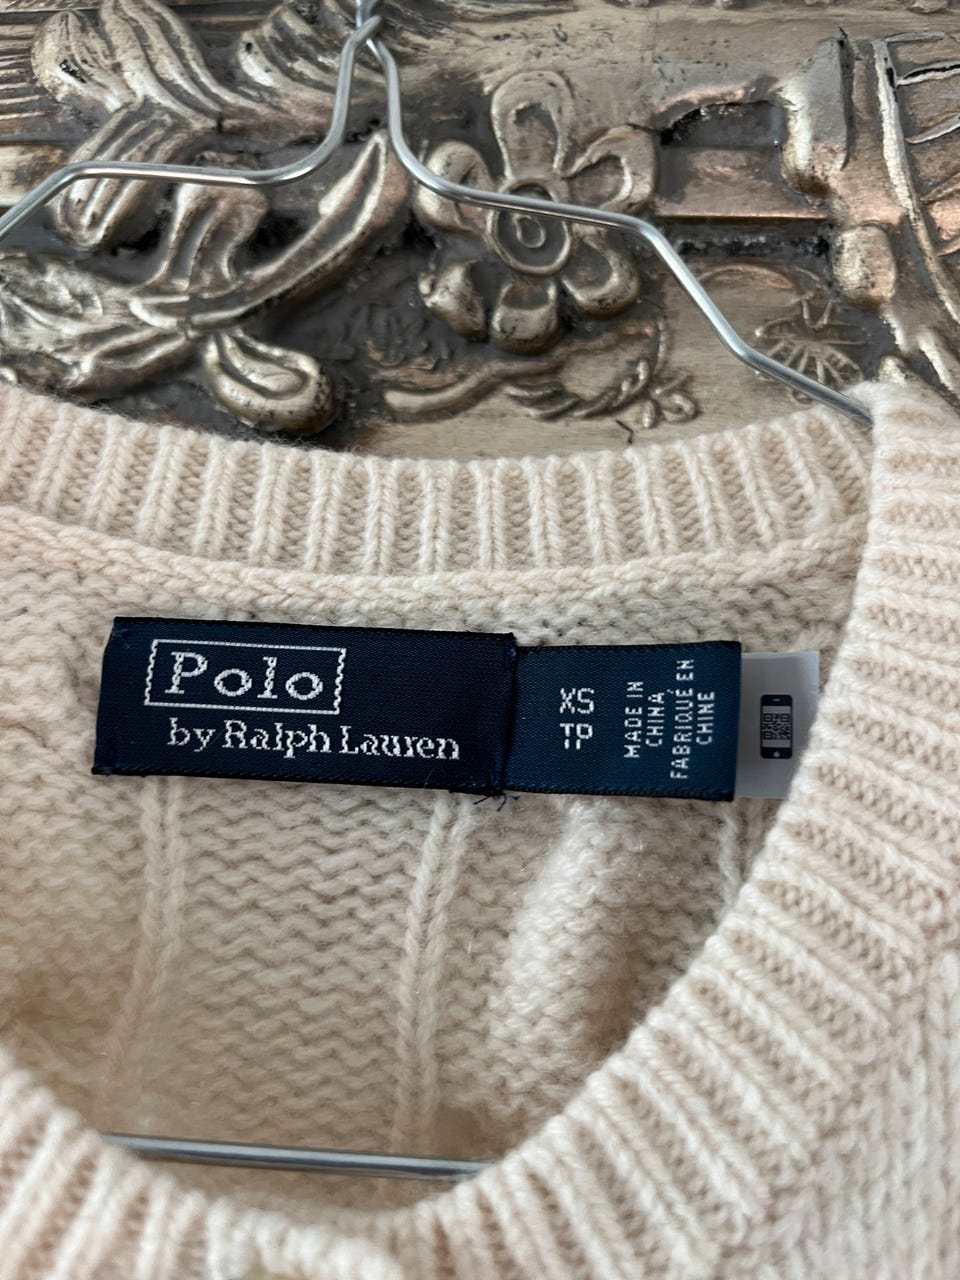 Polo
by Ralph Lauren
XS
TP
MADE IN
CHINA
FABRIQUÉ EN
CHINE